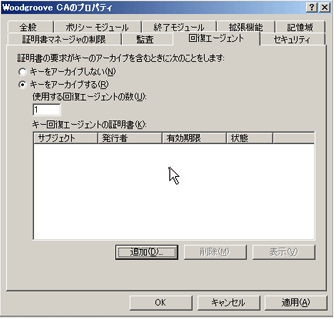 Woodgroove CAのプロパティ
全般
ポリシー モジュール
終了モジュール
拡張機能
記憶域
証明書マネージャの制限
監査
回復エージェント
セキュリティ
証明書の要求がキーのアーカイブを含むときに次のことをします:
キーをアーカイブしない(N)
キーをアーカイブする(R)
使用する回復エージェントの数(U):
1
キー回復エージェントの証明書(K):
サブジェクト
発行者
有効期限
状態
追加(D)...
削除(M)
表示(V)
OK
キャンセル
適用(A)